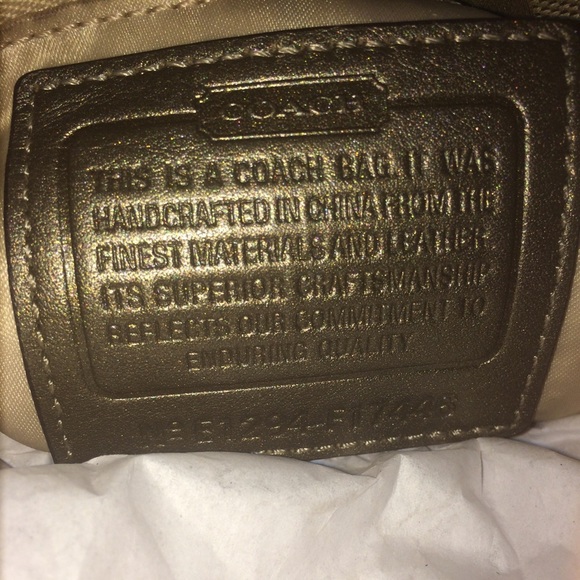 COACH
THIS IS A COACH BAG. IT WAS
HANDCRAFTED IN CHINA FROM THE
FINEST MATERIALS AND LEATHER
ITS SUPERIOR CRAFTSMANSHIP
REFLECTS OUR COMMITMENT TO
ENDURING QUALITY